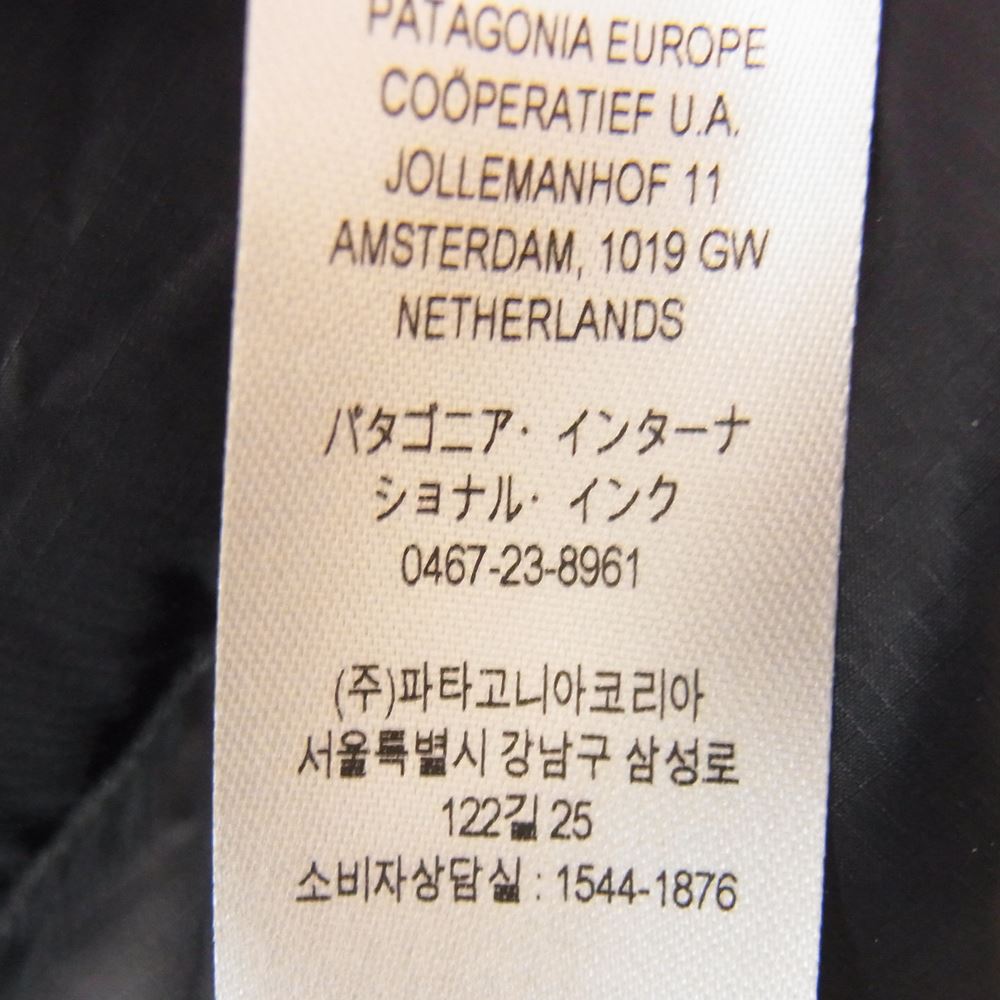 PATAGONIA EUROPE
COÖPERATIEF U.A.
JOLLEMANHOF 11
AMSTERDAM, 1019 GW
NETHERLANDS
パタゴニア・インターナ
ショナル・インク
0467-23-8961
(주)파타고니아코리아
서울특별시 강남구 삼성로
122길 25
소비자상담실 : 1544-1876